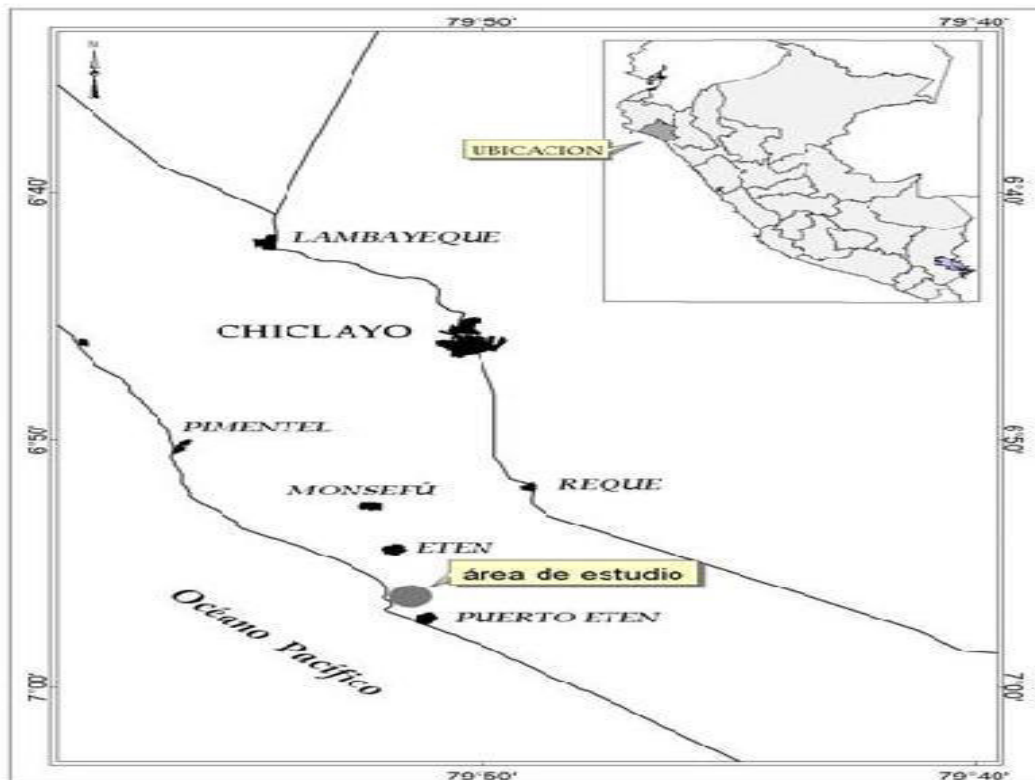 79°50'
79°40'
N
UBICACION
6°40'
6°40'
LAMBAYEQUE
CHICLAYO
PIMENTEL
6°50'
6°50'
MONSEFÚ
REQUE
ETEN
área de estudio
PUERTO ETEN
Océano Pacífico
7°00'
7°00'
79°50'
79°40'